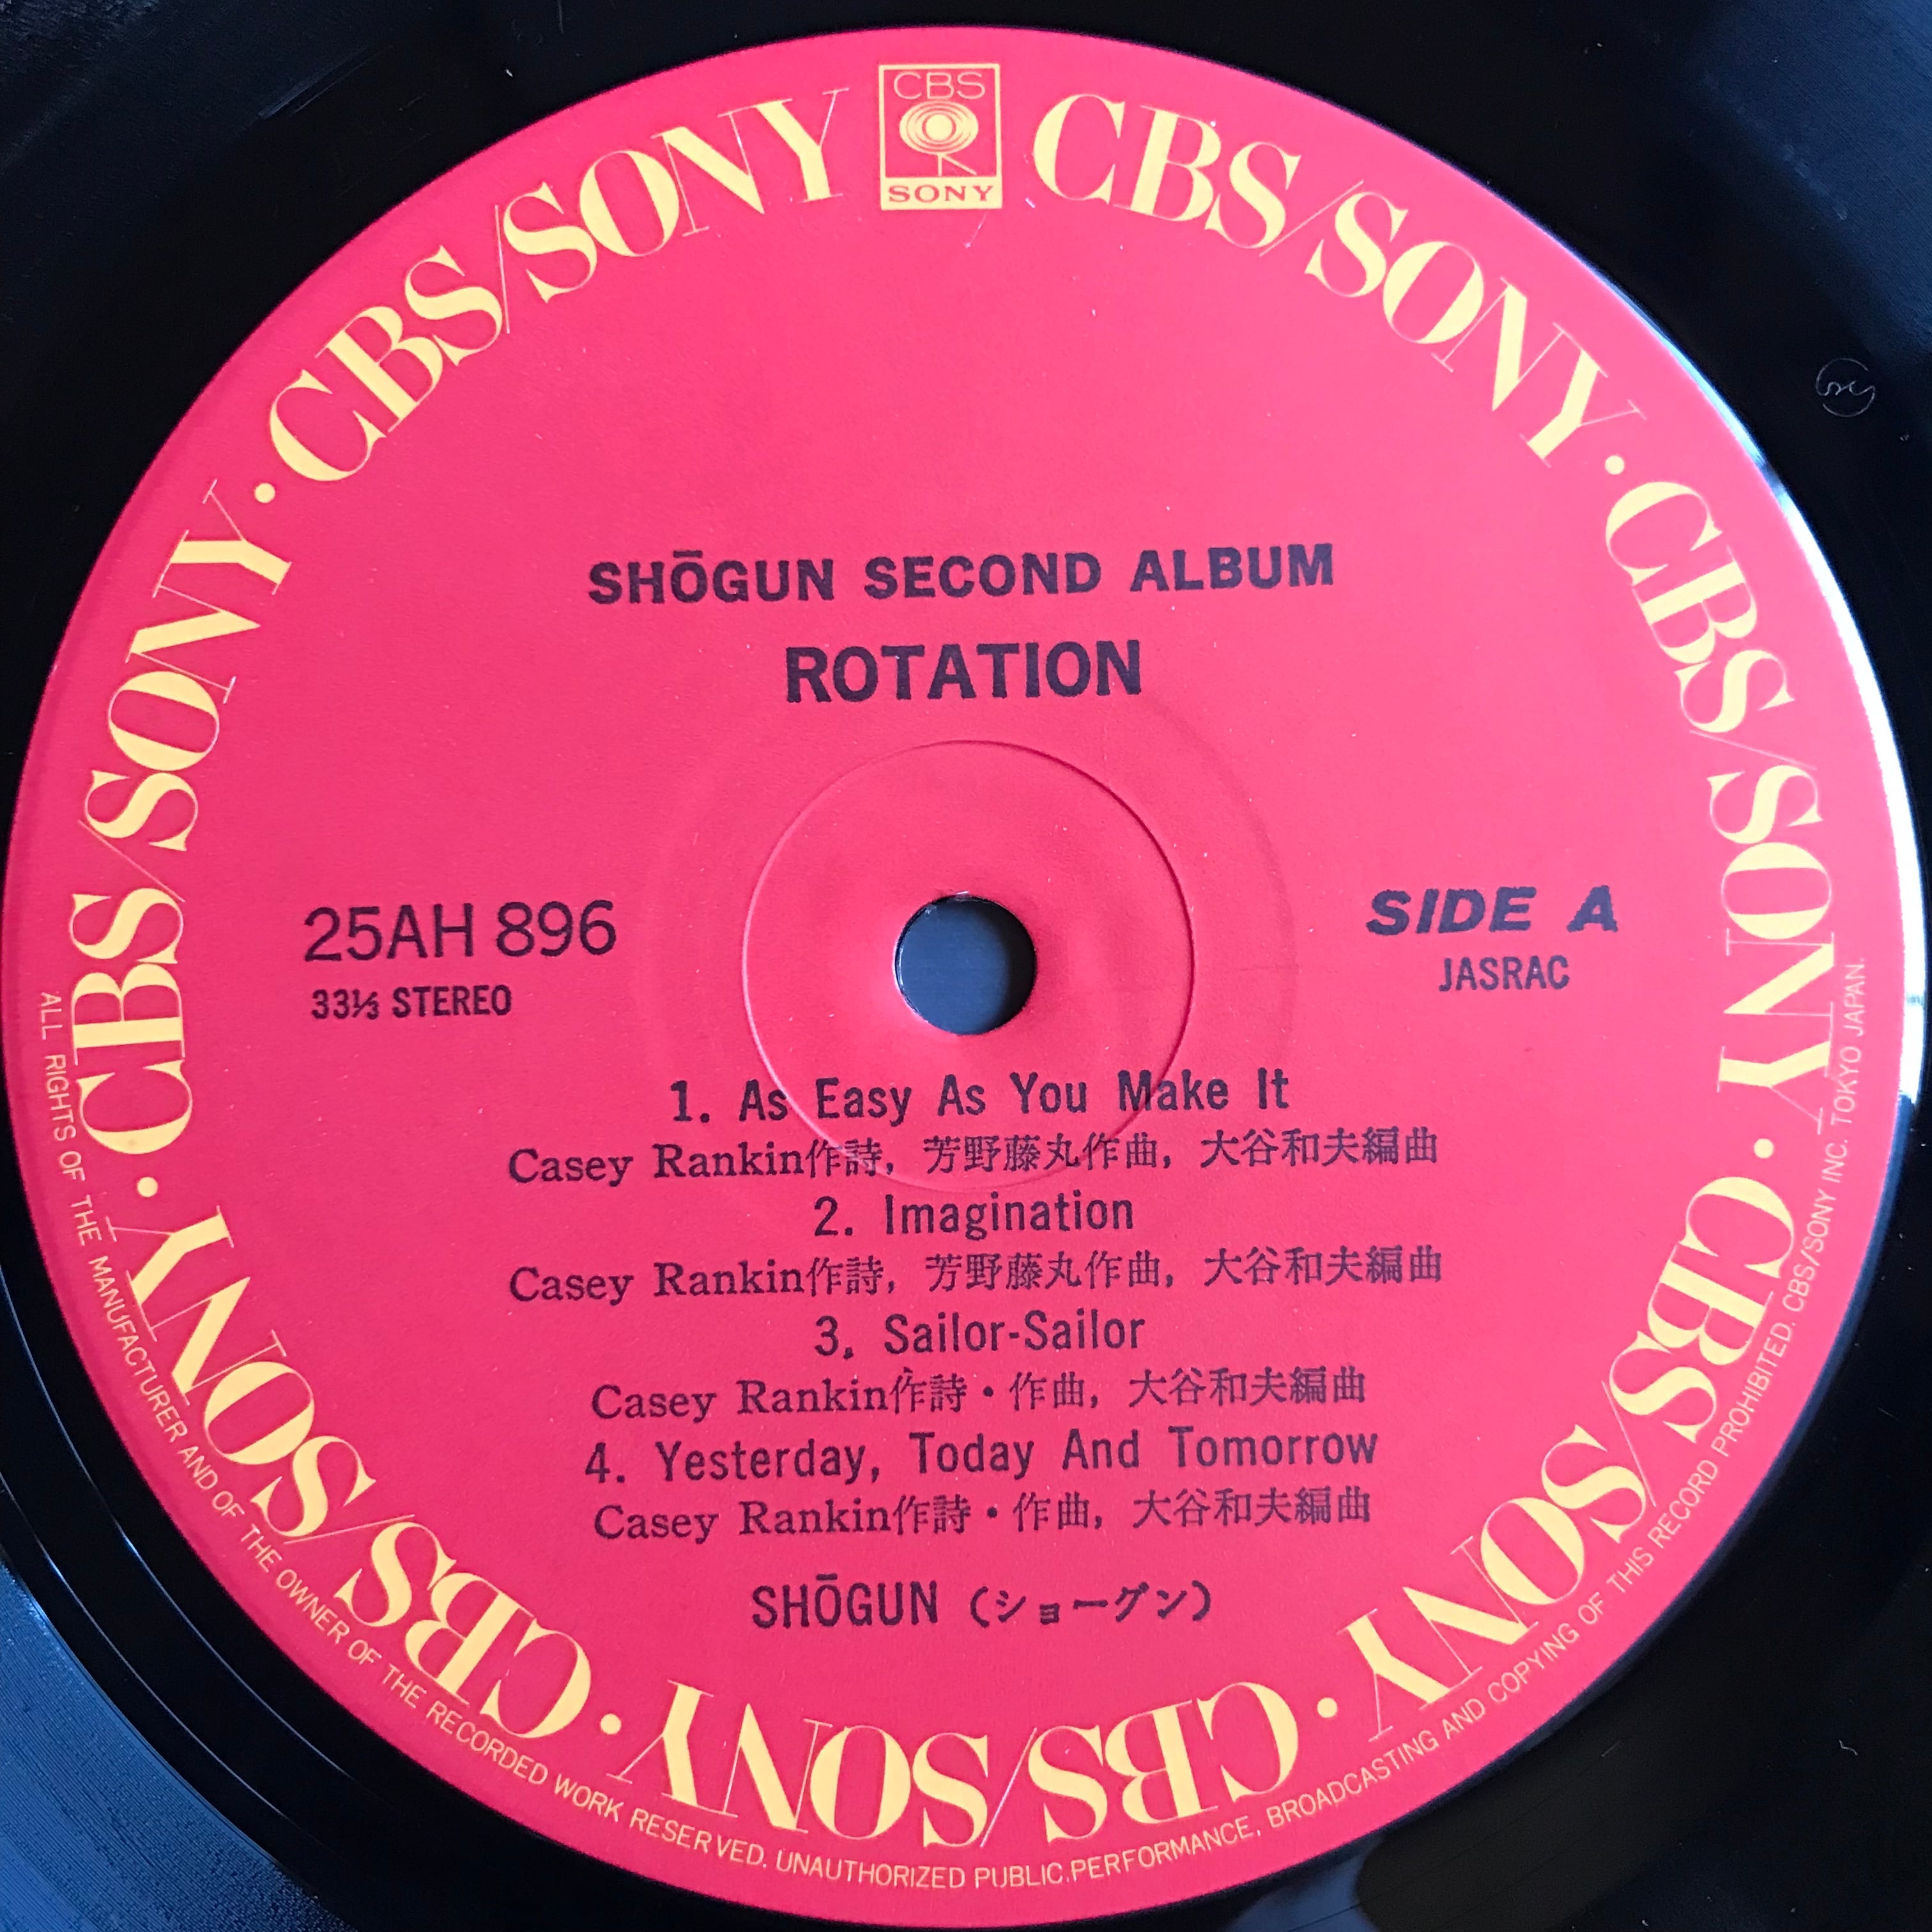 CBS
SONY
CBS/SONY · CBS/SONY · CBS/SONY · CBS/SONY · CBS/SONY · CBS/SONY · CBS/SONY · CBS/SONY
SHŌGUN SECOND ALBUM
ROTATION
25AH 896
33⅓ STEREO
SIDE A
JASRAC
1. As Easy As You Make It
Casey Rankin作詩, 芳野藤丸作曲, 大谷和夫編曲
2. Imagination
Casey Rankin作詩, 芳野藤丸作曲, 大谷和夫編曲
3. Sailor-Sailor
Casey Rankin作詩・作曲, 大谷和夫編曲
4. Yesterday, Today And Tomorrow
Casey Rankin作詩・作曲, 大谷和夫編曲
SHŌGUN (ショーグン)
ALL RIGHTS OF THE MANUFACTURER AND OF THE OWNER OF THE RECORDED WORK RESERVED. UNAUTHORIZED PUBLIC.PERFORMANCE, BROADCASTING AND COPYING OF THIS RECORD PROHIBITED. CBS/SONY INC. TOKYO JAPAN.